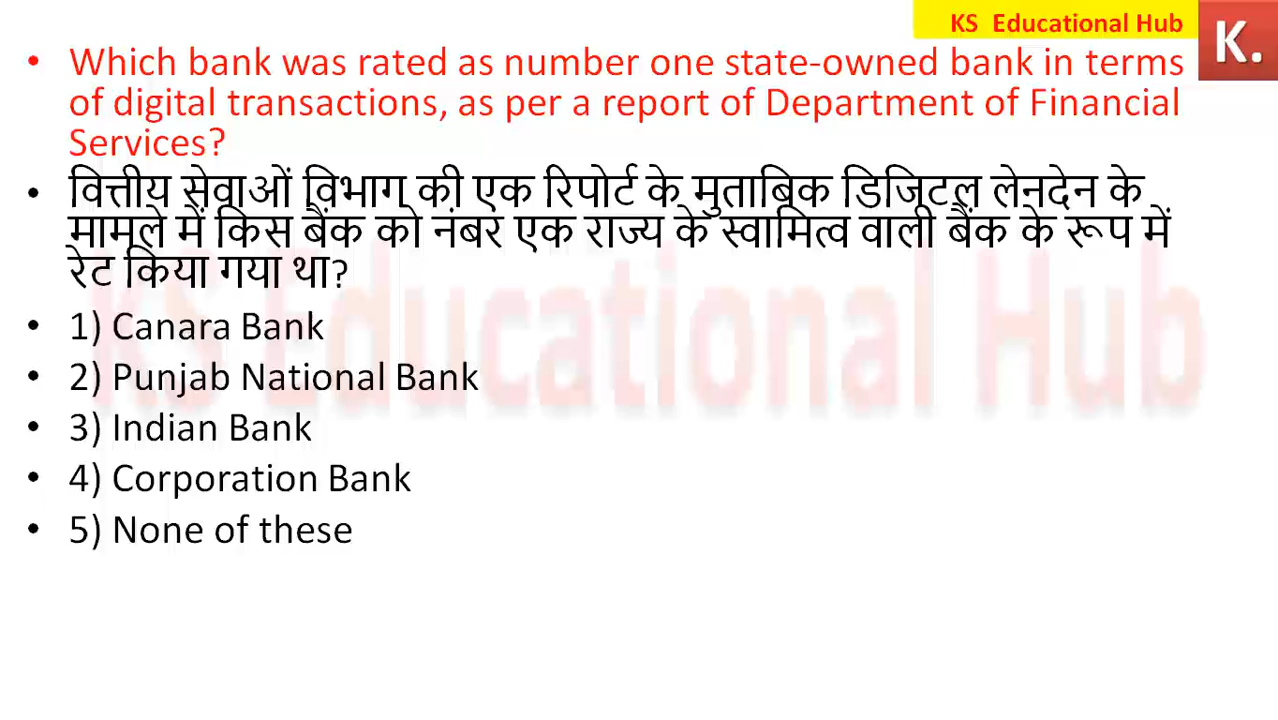 KS Educational Hub
K.
• Which bank was rated as number one state-owned bank in terms
of digital transactions, as per a report of Department of Financial
Services?
• वित्तीय सेवाओं विभाग की एक रिपोर्ट के मुताबिक डिजिटल लेनदेन के
मामले में किस बैंक को नंबर एक राज्य के स्वामित्व वाली बैंक के रूप में
रेट किया गया था?
• 1) Canara Bank
• 2) Punjab National Bank
• 3) Indian Bank
• 4) Corporation Bank
• 5) None of these
KS Educational Hub